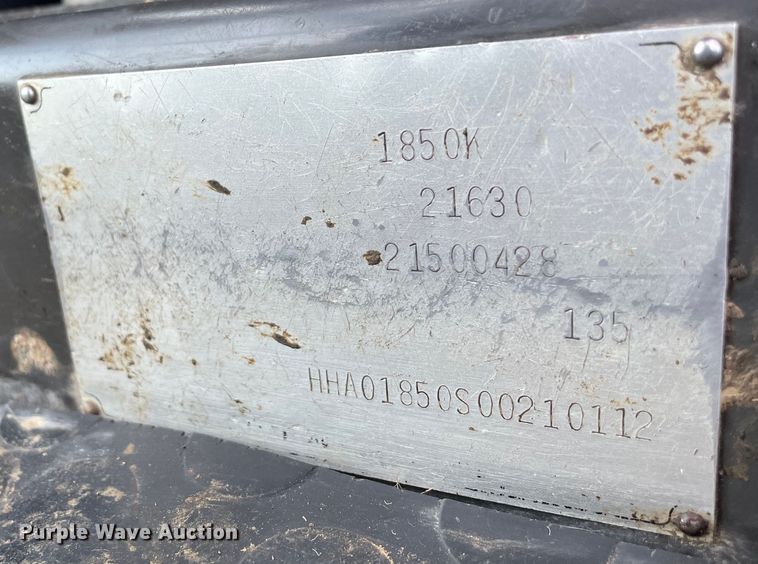 1850K
21630
21500428
135
HHA01850S00210112
Purple Wave Auction